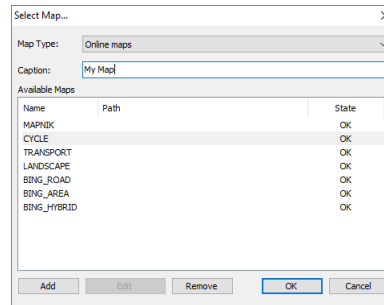 Select Map...
Map Type: Online maps
Caption: My Map
Available Maps
Name Path State
MAPNIK OK
CYCLE OK
TRANSPORT OK
LANDSCAPE OK
BING_ROAD OK
BING_AREA OK
BING_HYBRID OK
Add Edit Remove OK Cancel